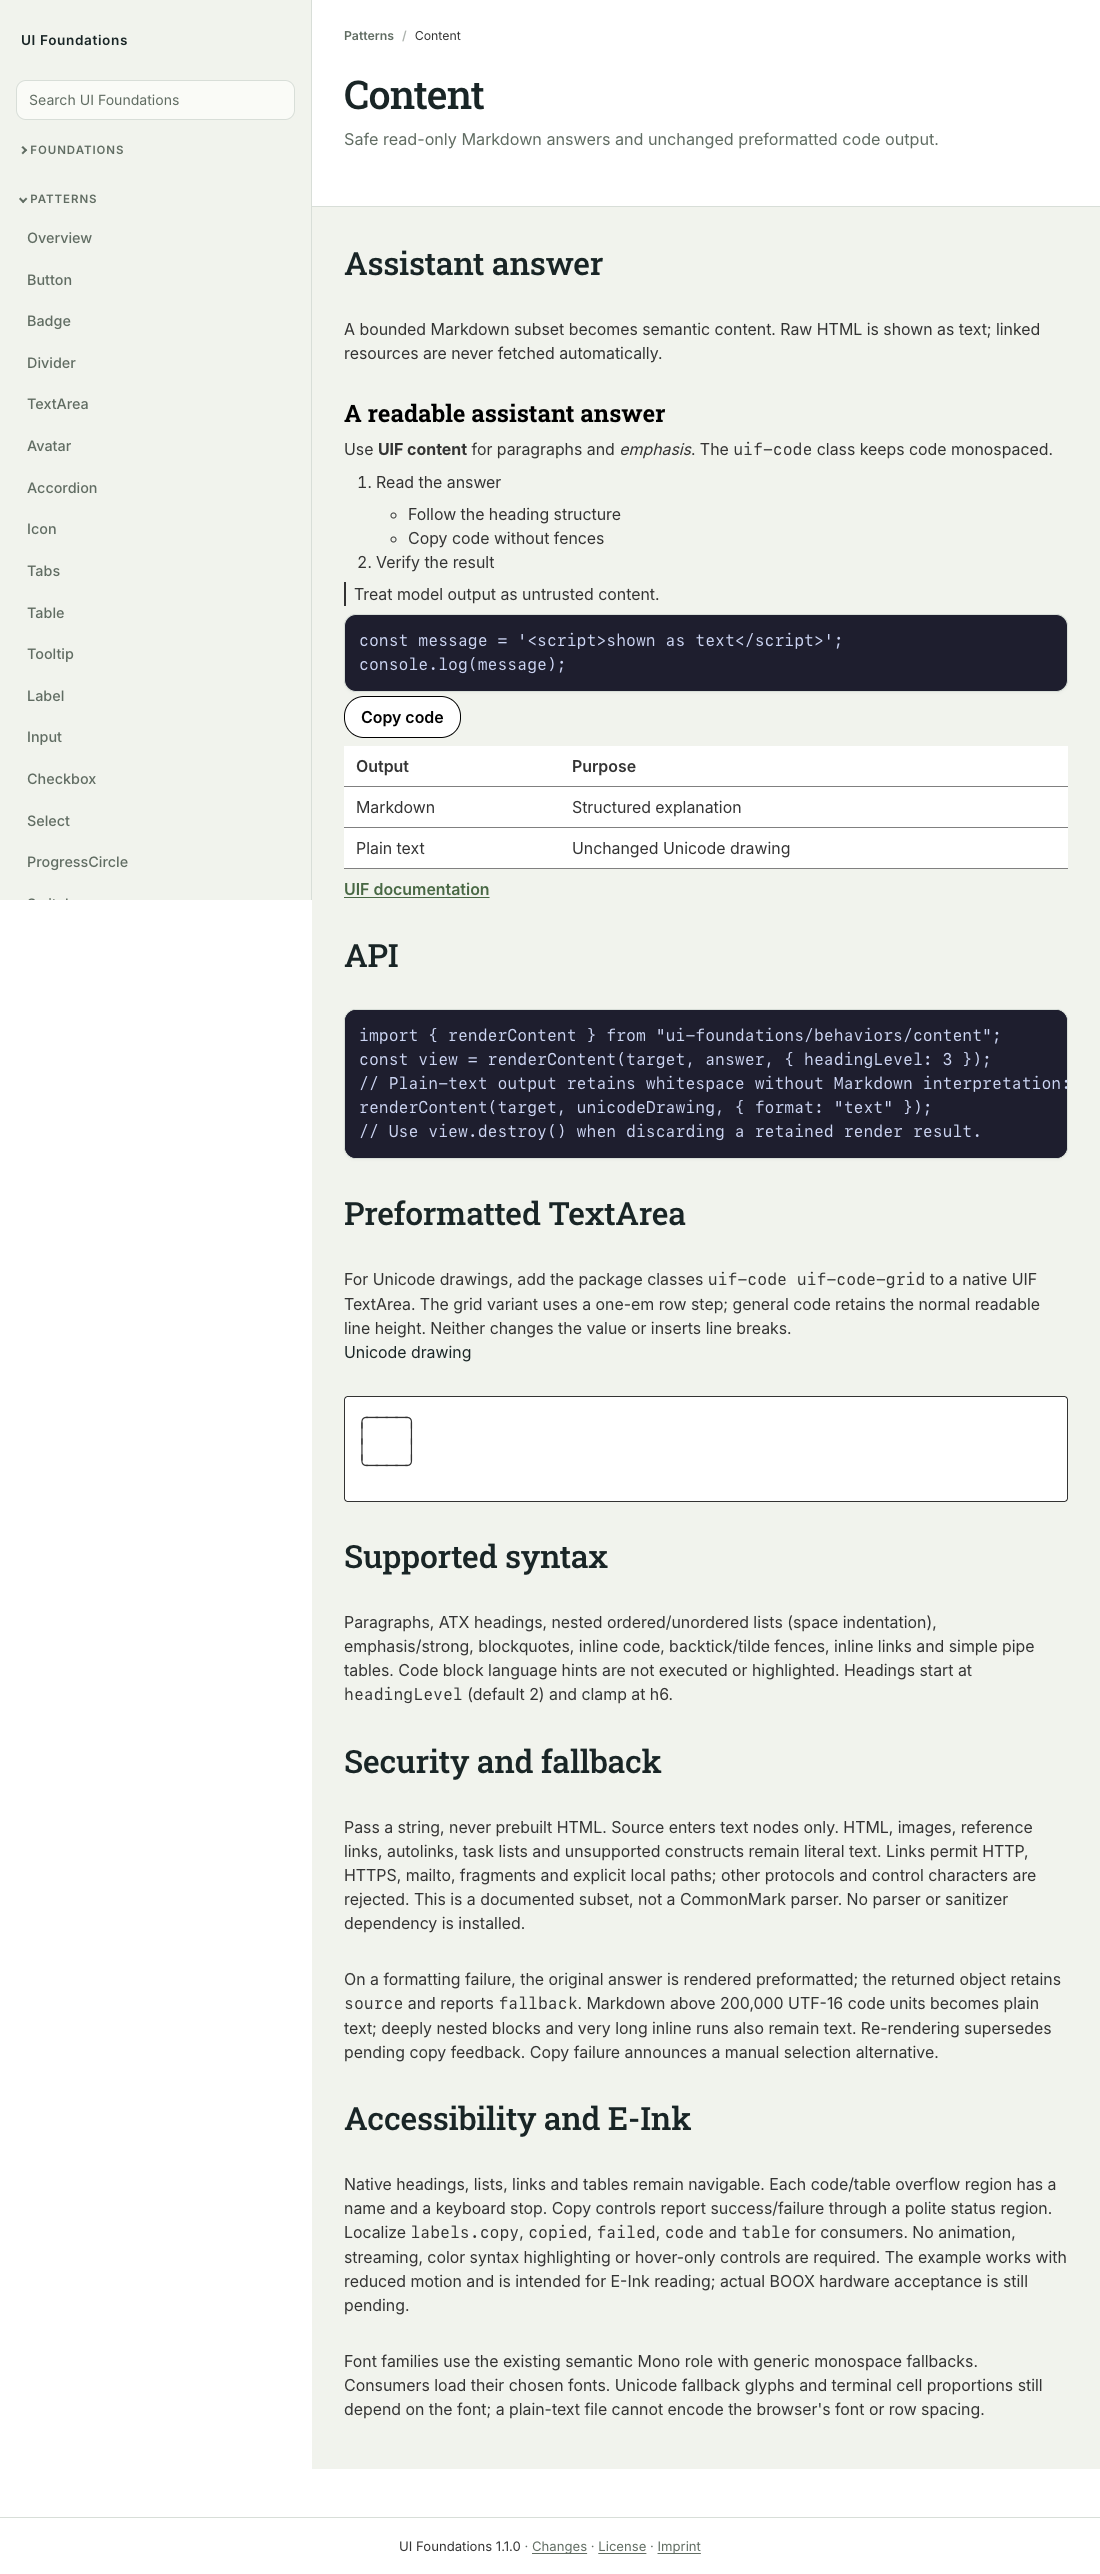 UI Foundations
Search UI Foundations
FOUNDATIONS
PATTERNS
Overview
Button
Badge
Divider
TextArea
Avatar
Accordion
Icon
Tabs
Table
Tooltip
Label
Input
Checkbox
Select
ProgressCircle
Patterns / Content
Content
Safe read-only Markdown answers and unchanged preformatted code output.
Assistant answer
A bounded Markdown subset becomes semantic content. Raw HTML is shown as text; linked
resources are never fetched automatically.
A readable assistant answer
Use UIF content for paragraphs and emphasis. The uif-code class keeps code monospaced.
1. Read the answer
Follow the heading structure
Copy code without fences
2. Verify the result
Treat model output as untrusted content.
const message = '<script>shown as text</script>';
console.log(message);
Copy code
Output Purpose
Markdown Structured explanation
Plain text Unchanged Unicode drawing
UIF documentation
API
import { renderContent } from "ui-foundations/behaviors/content";
const view = renderContent(target, answer, { headingLevel: 3 });
// Plain-text output retains whitespace without Markdown interpretation:
renderContent(target, unicodeDrawing, { format: "text" });
// Use view.destroy() when discarding a retained render result.
Preformatted TextArea
For Unicode drawings, add the package classes uif-code uif-code-grid to a native UIF
TextArea. The grid variant uses a one-em row step; general code retains the normal readable
line height. Neither changes the value or inserts line breaks.
Unicode drawing
Supported syntax
Paragraphs, ATX headings, nested ordered/unordered lists (space indentation),
emphasis/strong, blockquotes, inline code, backtick/tilde fences, inline links and simple pipe
tables. Code block language hints are not executed or highlighted. Headings start at
headingLevel (default 2) and clamp at h6.
Security and fallback
Pass a string, never prebuilt HTML. Source enters text nodes only. HTML, images, reference
links, autolinks, task lists and unsupported constructs remain literal text. Links permit HTTP,
HTTPS, mailto, fragments and explicit local paths; other protocols and control characters are
rejected. This is a documented subset, not a CommonMark parser. No parser or sanitizer
dependency is installed.
On a formatting failure, the original answer is rendered preformatted; the returned object retains
source and reports fallback. Markdown above 200,000 UTF-16 code units becomes plain
text; deeply nested blocks and very long inline runs also remain text. Re-rendering supersedes
pending copy feedback. Copy failure announces a manual selection alternative.
Accessibility and E-Ink
Native headings, lists, links and tables remain navigable. Each code/table overflow region has a
name and a keyboard stop. Copy controls report success/failure through a polite status region.
Localize labels.copy, copied, failed, code and table for consumers. No animation,
streaming, color syntax highlighting or hover-only controls are required. The example works with
reduced motion and is intended for E-Ink reading; actual BOOX hardware acceptance is still
pending.
Font families use the existing semantic Mono role with generic monospace fallbacks.
Consumers load their chosen fonts. Unicode fallback glyphs and terminal cell proportions still
depend on the font; a plain-text file cannot encode the browser's font or row spacing.
UI Foundations 1.1.0 · Changes · License · Imprint